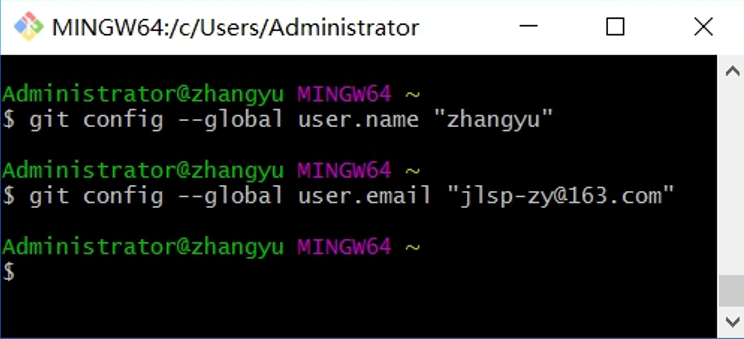 MINGW64:/c/Users/Administrator
Administrator@zhangyu MINGW64 ~
$ git config --global user.name "zhangyu"
Administrator@zhangyu MINGW64 ~
$ git config --global user.email "jlsp-zy@163.com"
Administrator@zhangyu MINGW64 ~
$